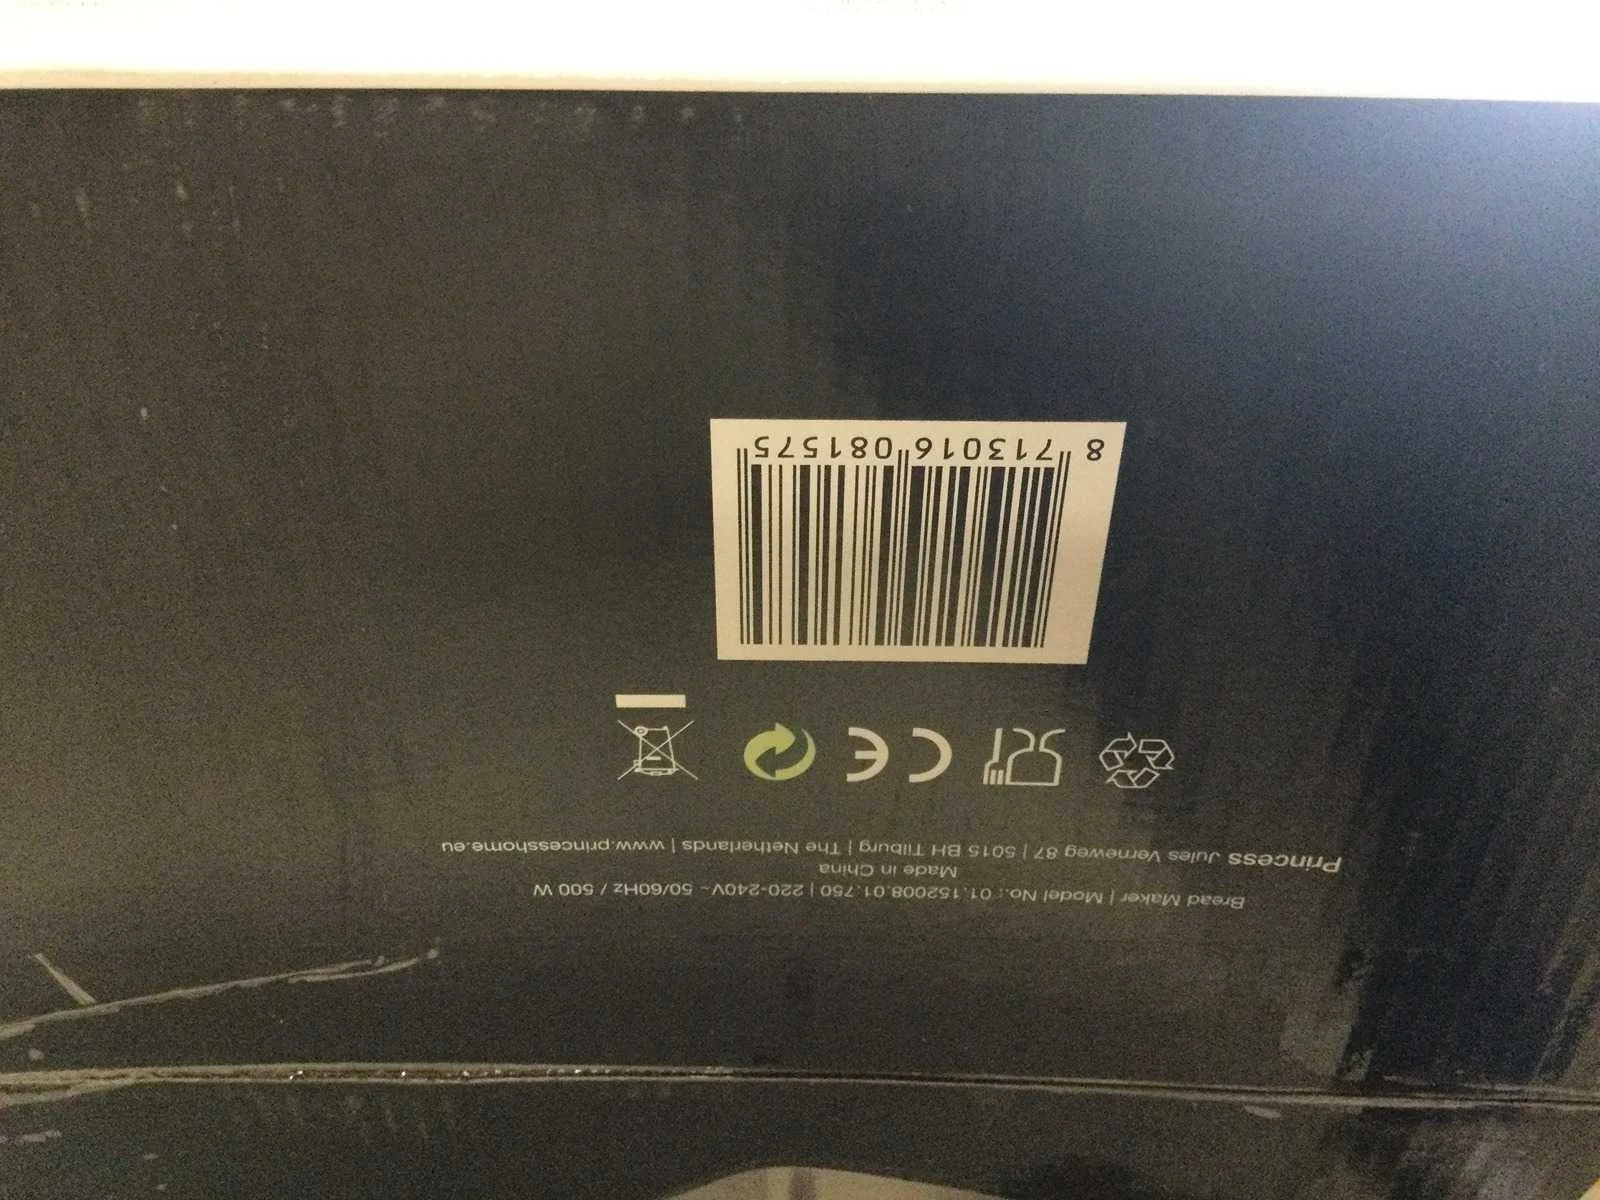 Bread Maker | Model No.: 01.152008.01.750 | 220-240V~ 50/60Hz / 500 W
Made in China
Princess Jules Verneweg 87 | 5015 BH Tilburg | The Netherlands | www.princesshome.eu
CE
8 713016 081575